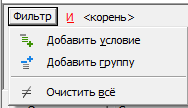 Фильтр И <корень>
Добавить условие
Добавить группу
Очистить всё